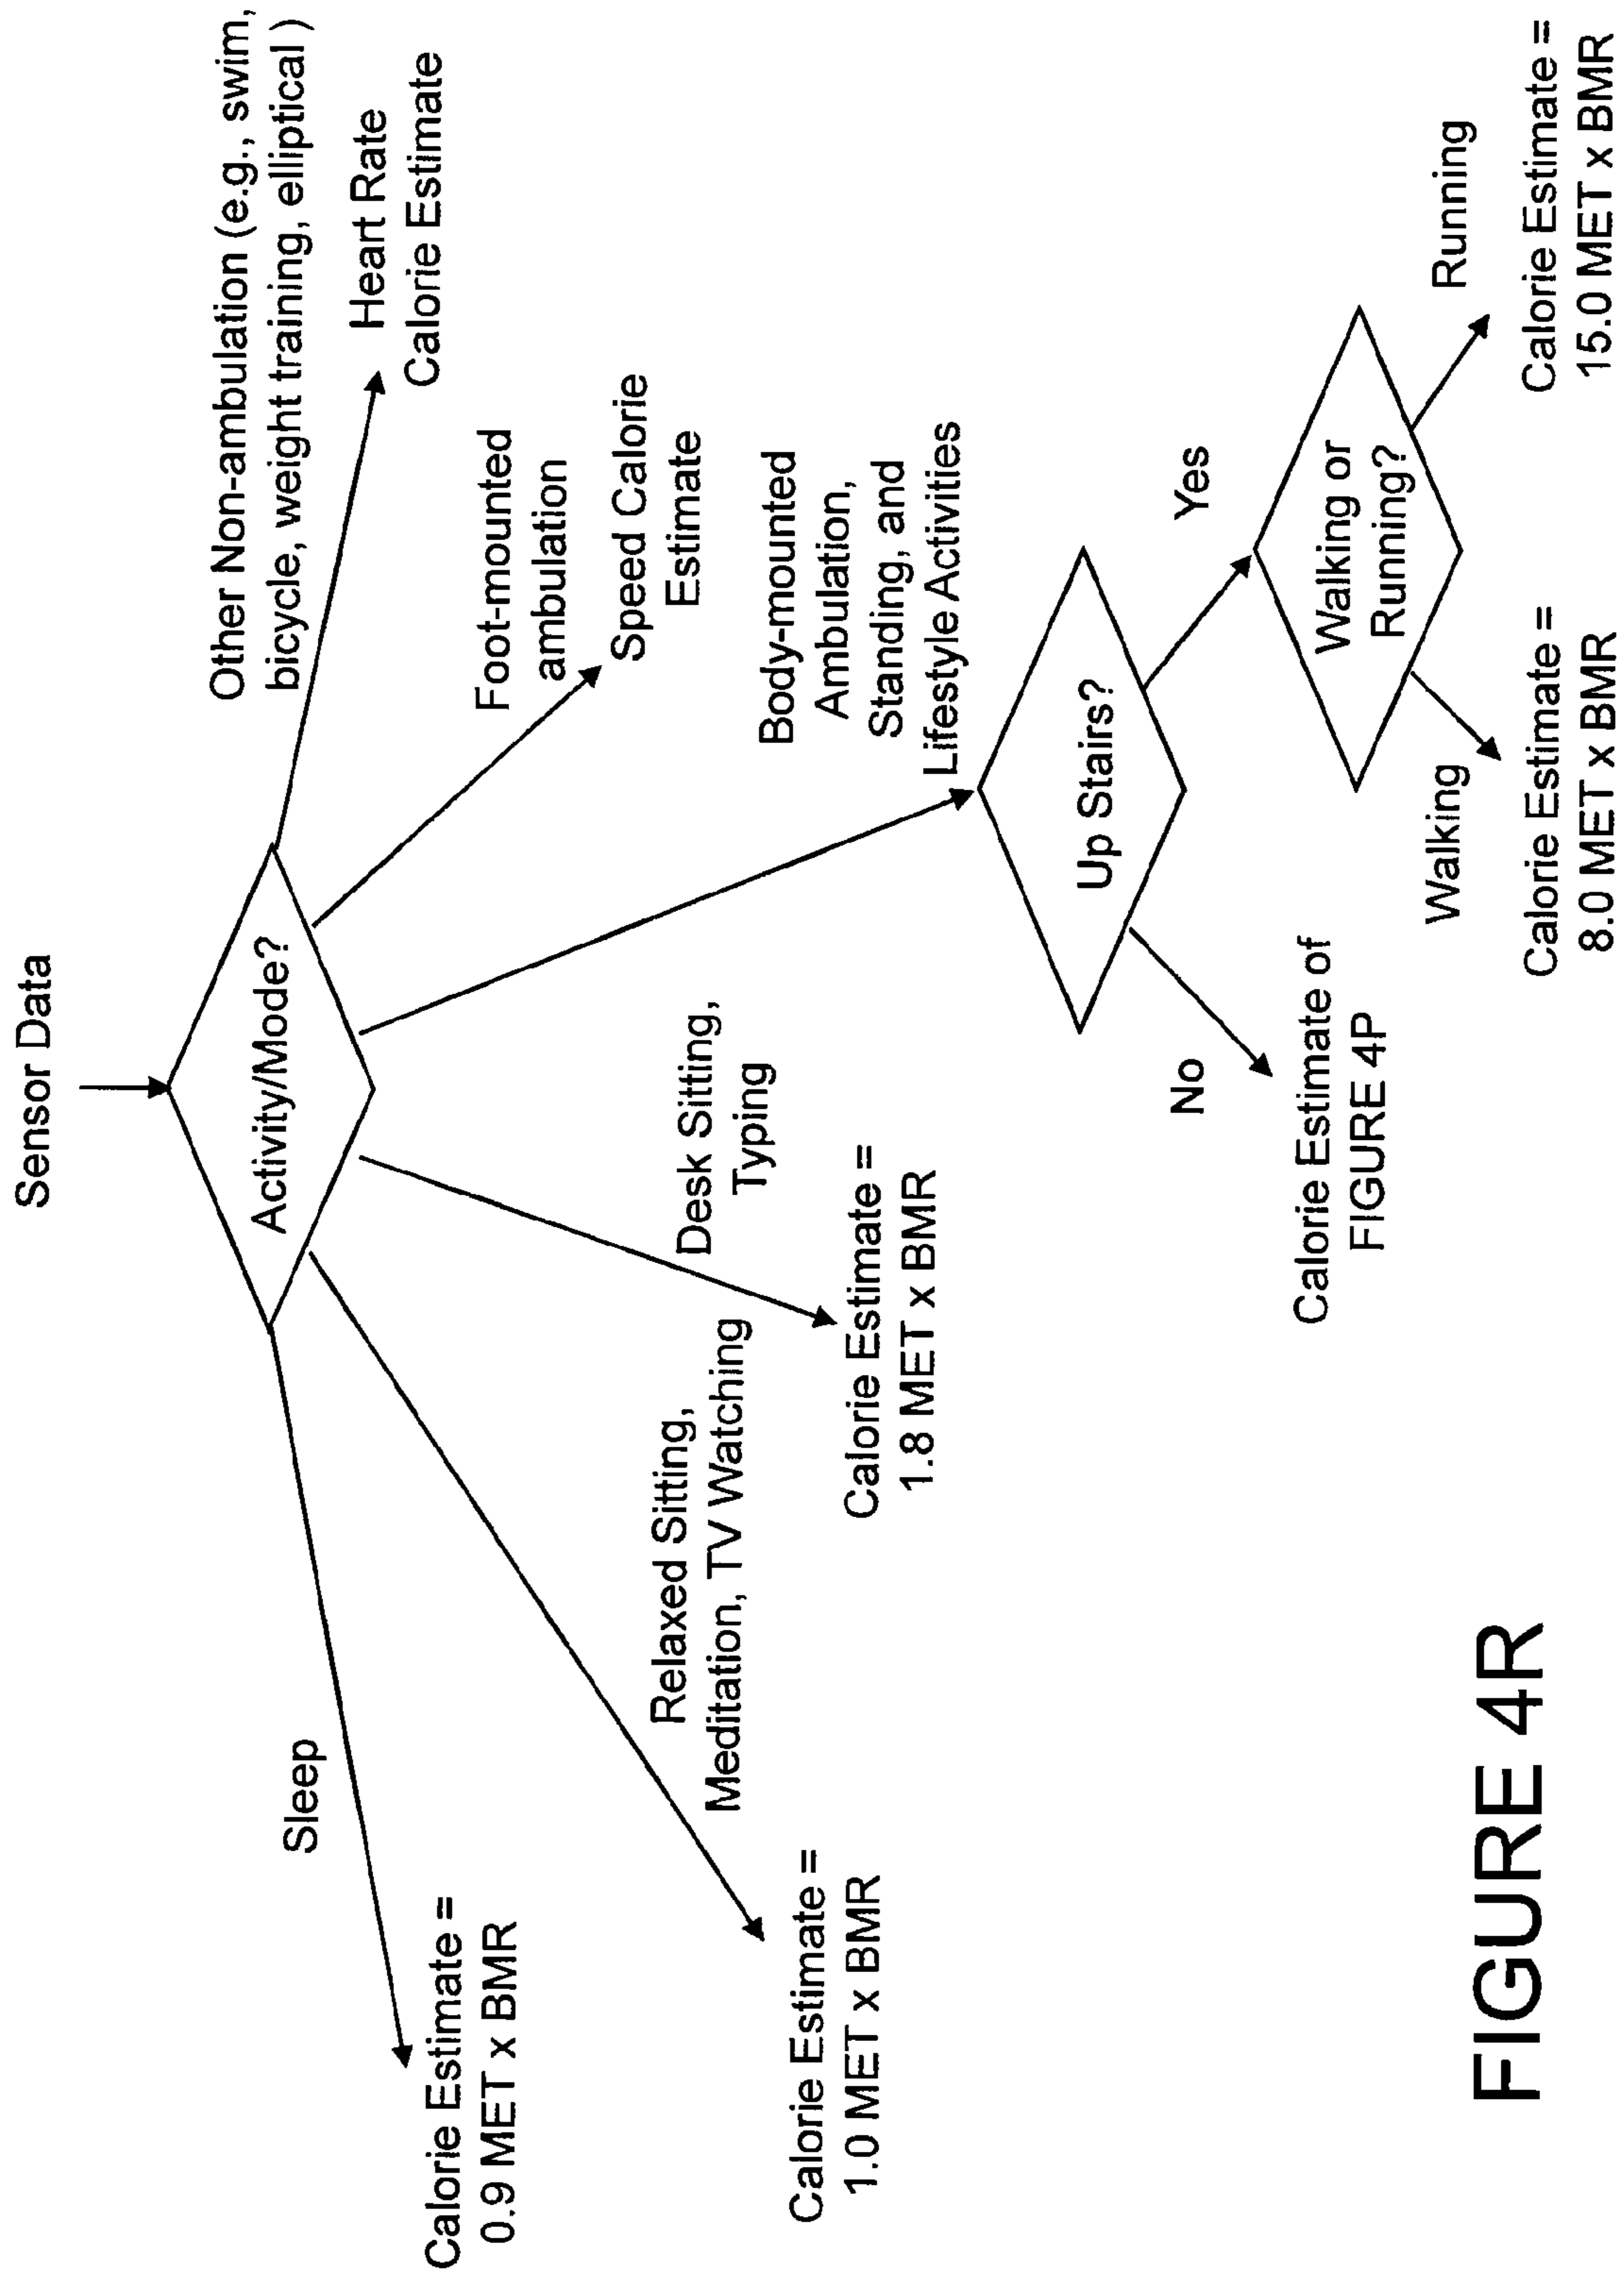 Sensor Data
Activity/Mode?
Sleep
Calorie Estimate =
0.9 MET x BMR
Relaxed Sitting,
Meditation, TV Watching
Calorie Estimate =
1.0 MET x BMR
Desk Sitting,
Typing
Calorie Estimate =
1.8 MET x BMR
Body-mounted
Ambulation,
Standing, and
Lifestyle Activities
Foot-mounted
ambulation
Speed Calorie
Estimate
Other Non-ambulation (e.g., swim,
bicycle, weight training, elliptical )
Heart Rate
Calorie Estimate
Up Stairs?
No
Calorie Estimate of
FIGURE 4P
Yes
Walking or
Running?
Walking
Calorie Estimate =
8.0 MET x BMR
Running
Calorie Estimate =
15.0 MET x BMR
FIGURE 4R